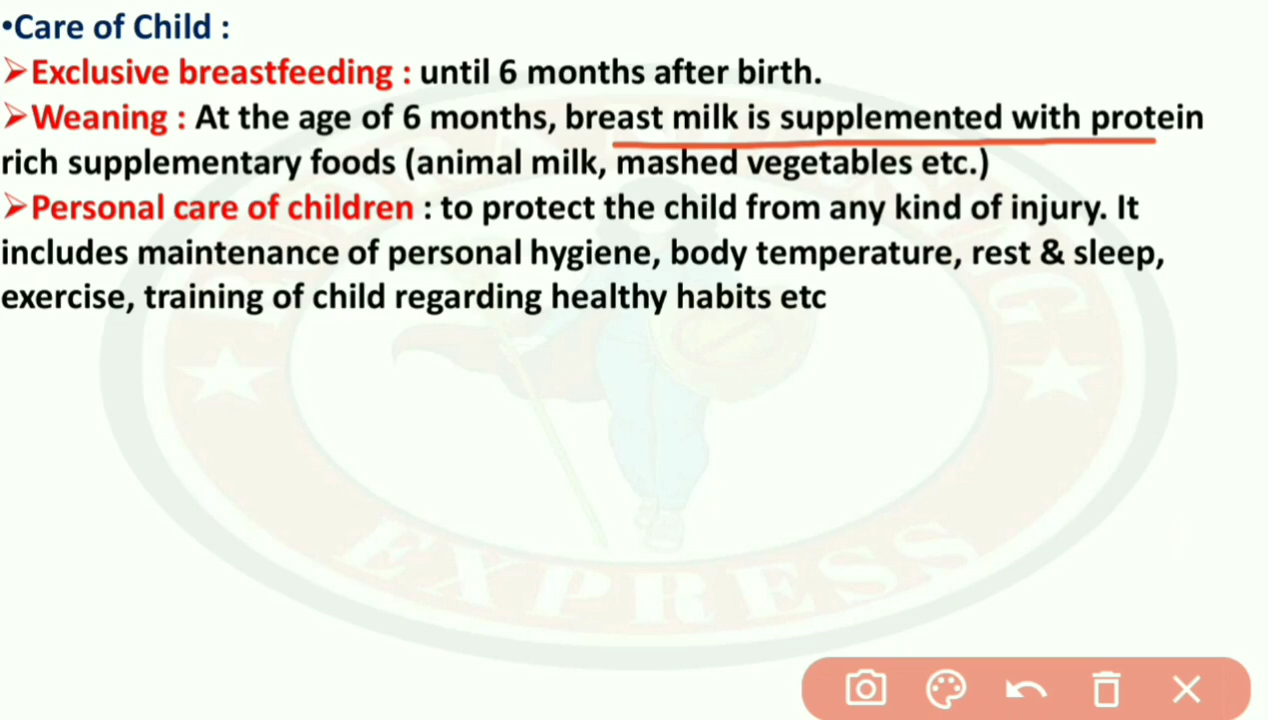 •Care of Child :
➢Exclusive breastfeeding : until 6 months after birth.
➢Weaning : At the age of 6 months, breast milk is supplemented with protein
rich supplementary foods (animal milk, mashed vegetables etc.)
➢Personal care of children : to protect the child from any kind of injury. It
includes maintenance of personal hygiene, body temperature, rest & sleep,
exercise, training of child regarding healthy habits etc
EXPRESS